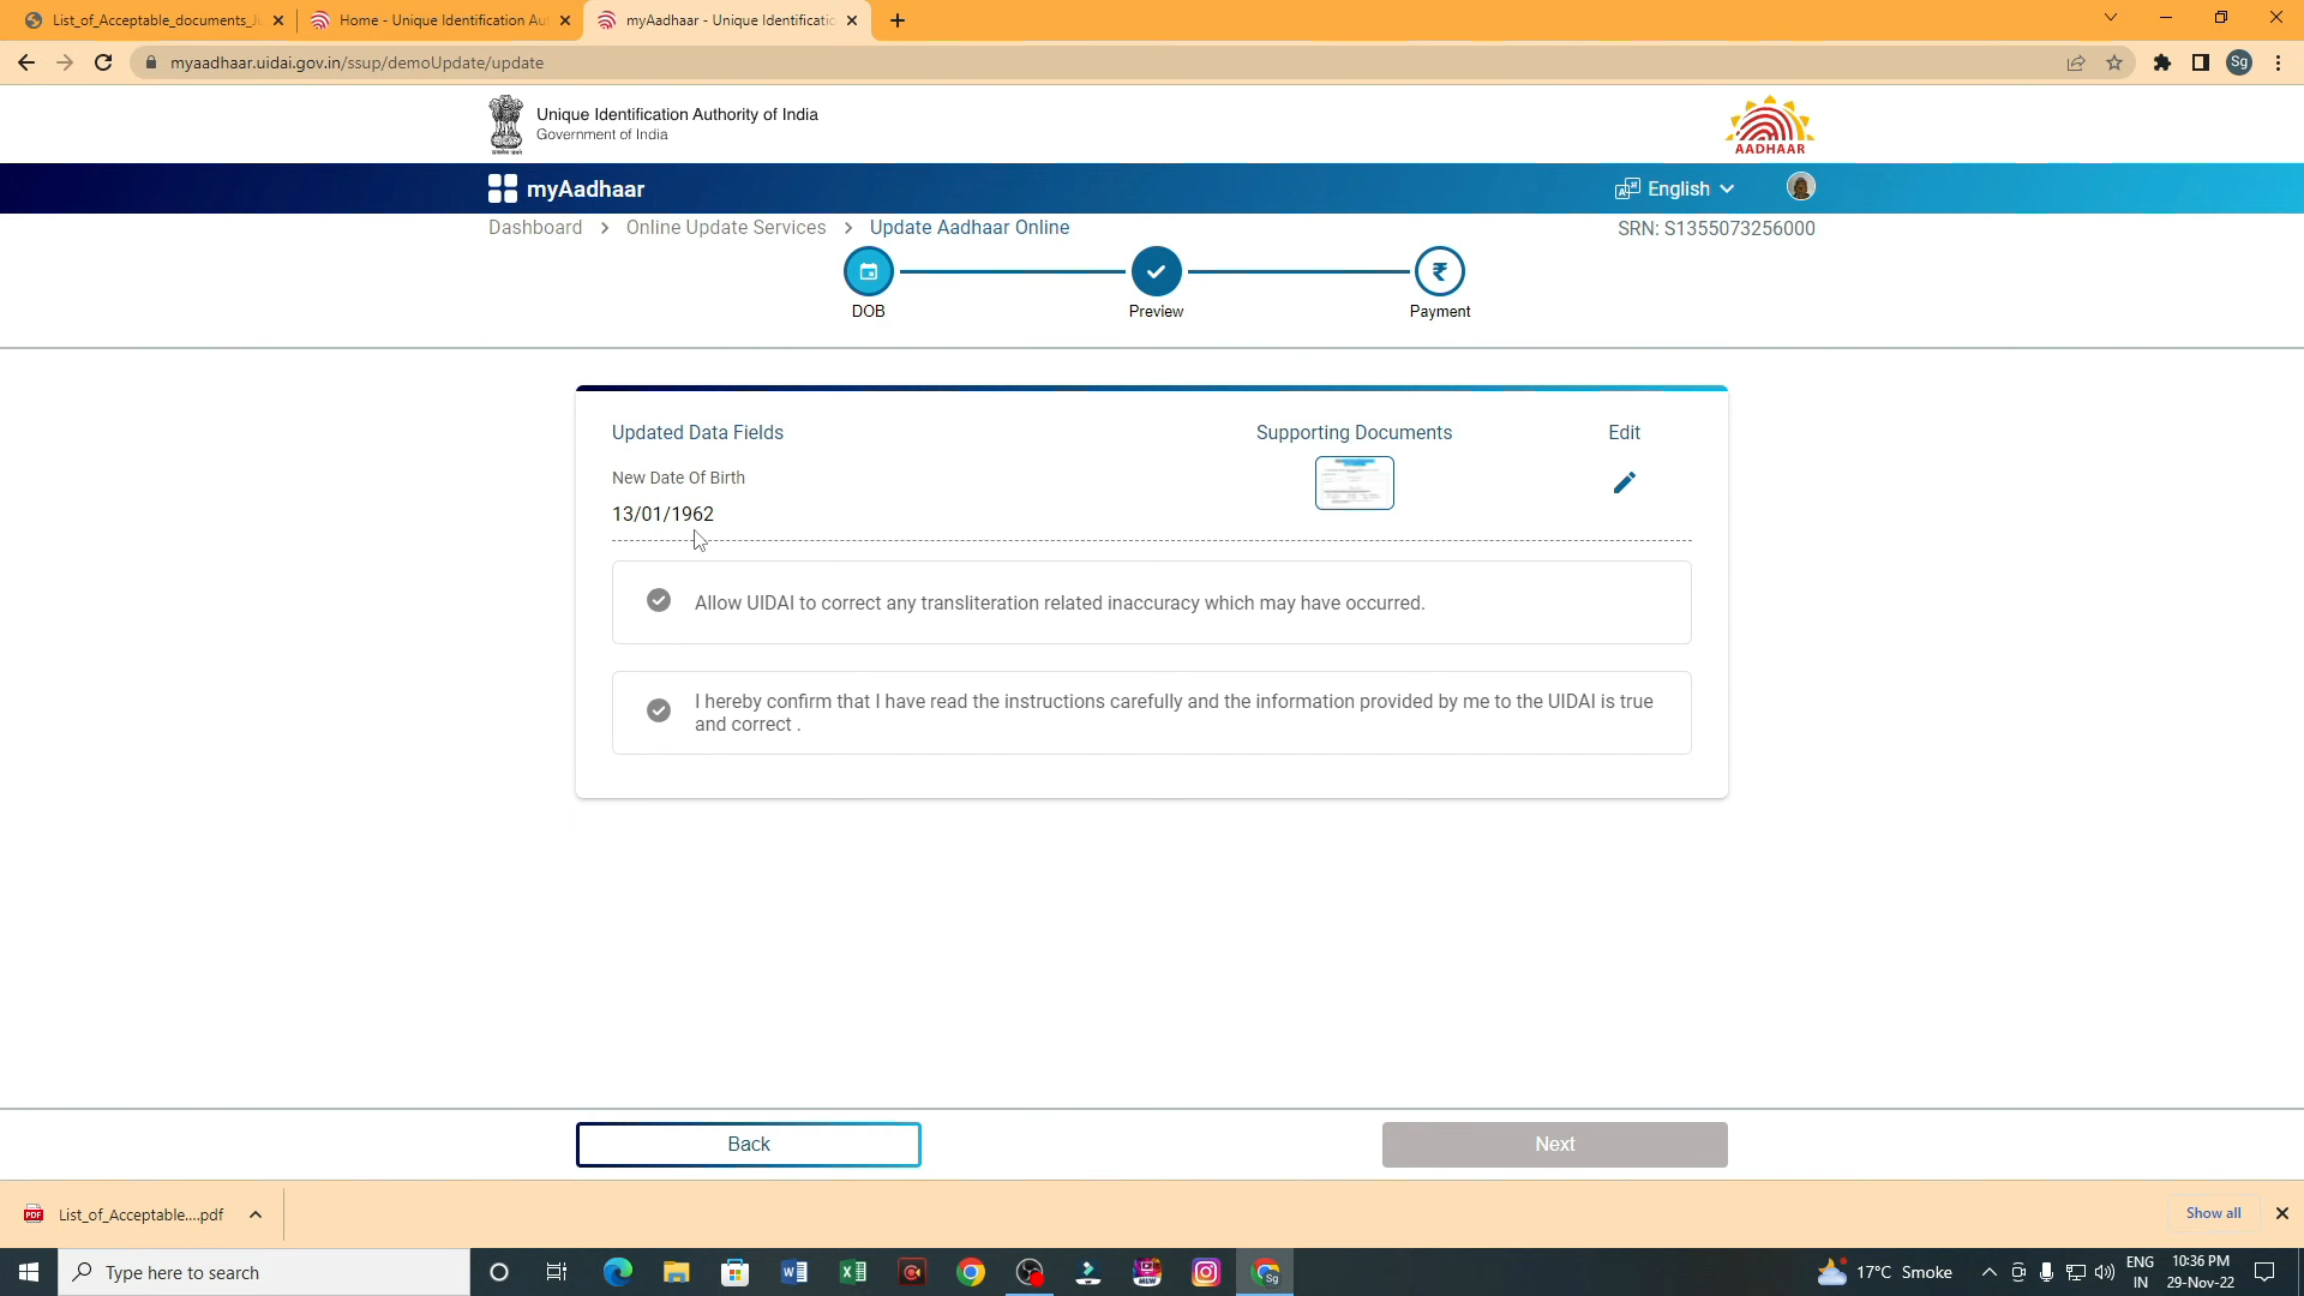 List_of_Acceptable_documents_J
Home - Unique Identification Au
myAadhaar - Unique Identificatio
myaadhaar.uidai.gov.in/ssup/demoUpdate/update
Sg
Unique Identification Authority of India
Government of India
AADHAAR
myAadhaar
English
Dashboard > Online Update Services > Update Aadhaar Online
SRN: S1355073256000
₹
DOB
Preview
Payment
Updated Data Fields
Supporting Documents
Edit
New Date Of Birth
13/01/1962
Allow UIDAI to correct any transliteration related inaccuracy which may have occurred.
I hereby confirm that I have read the instructions carefully and the information provided by me to the UIDAI is true
and correct .
Back
Next
PDF
List_of_Acceptable....pdf
Show all
Type here to search
17°C Smoke
ENG
IN
10:36 PM
29-Nov-22